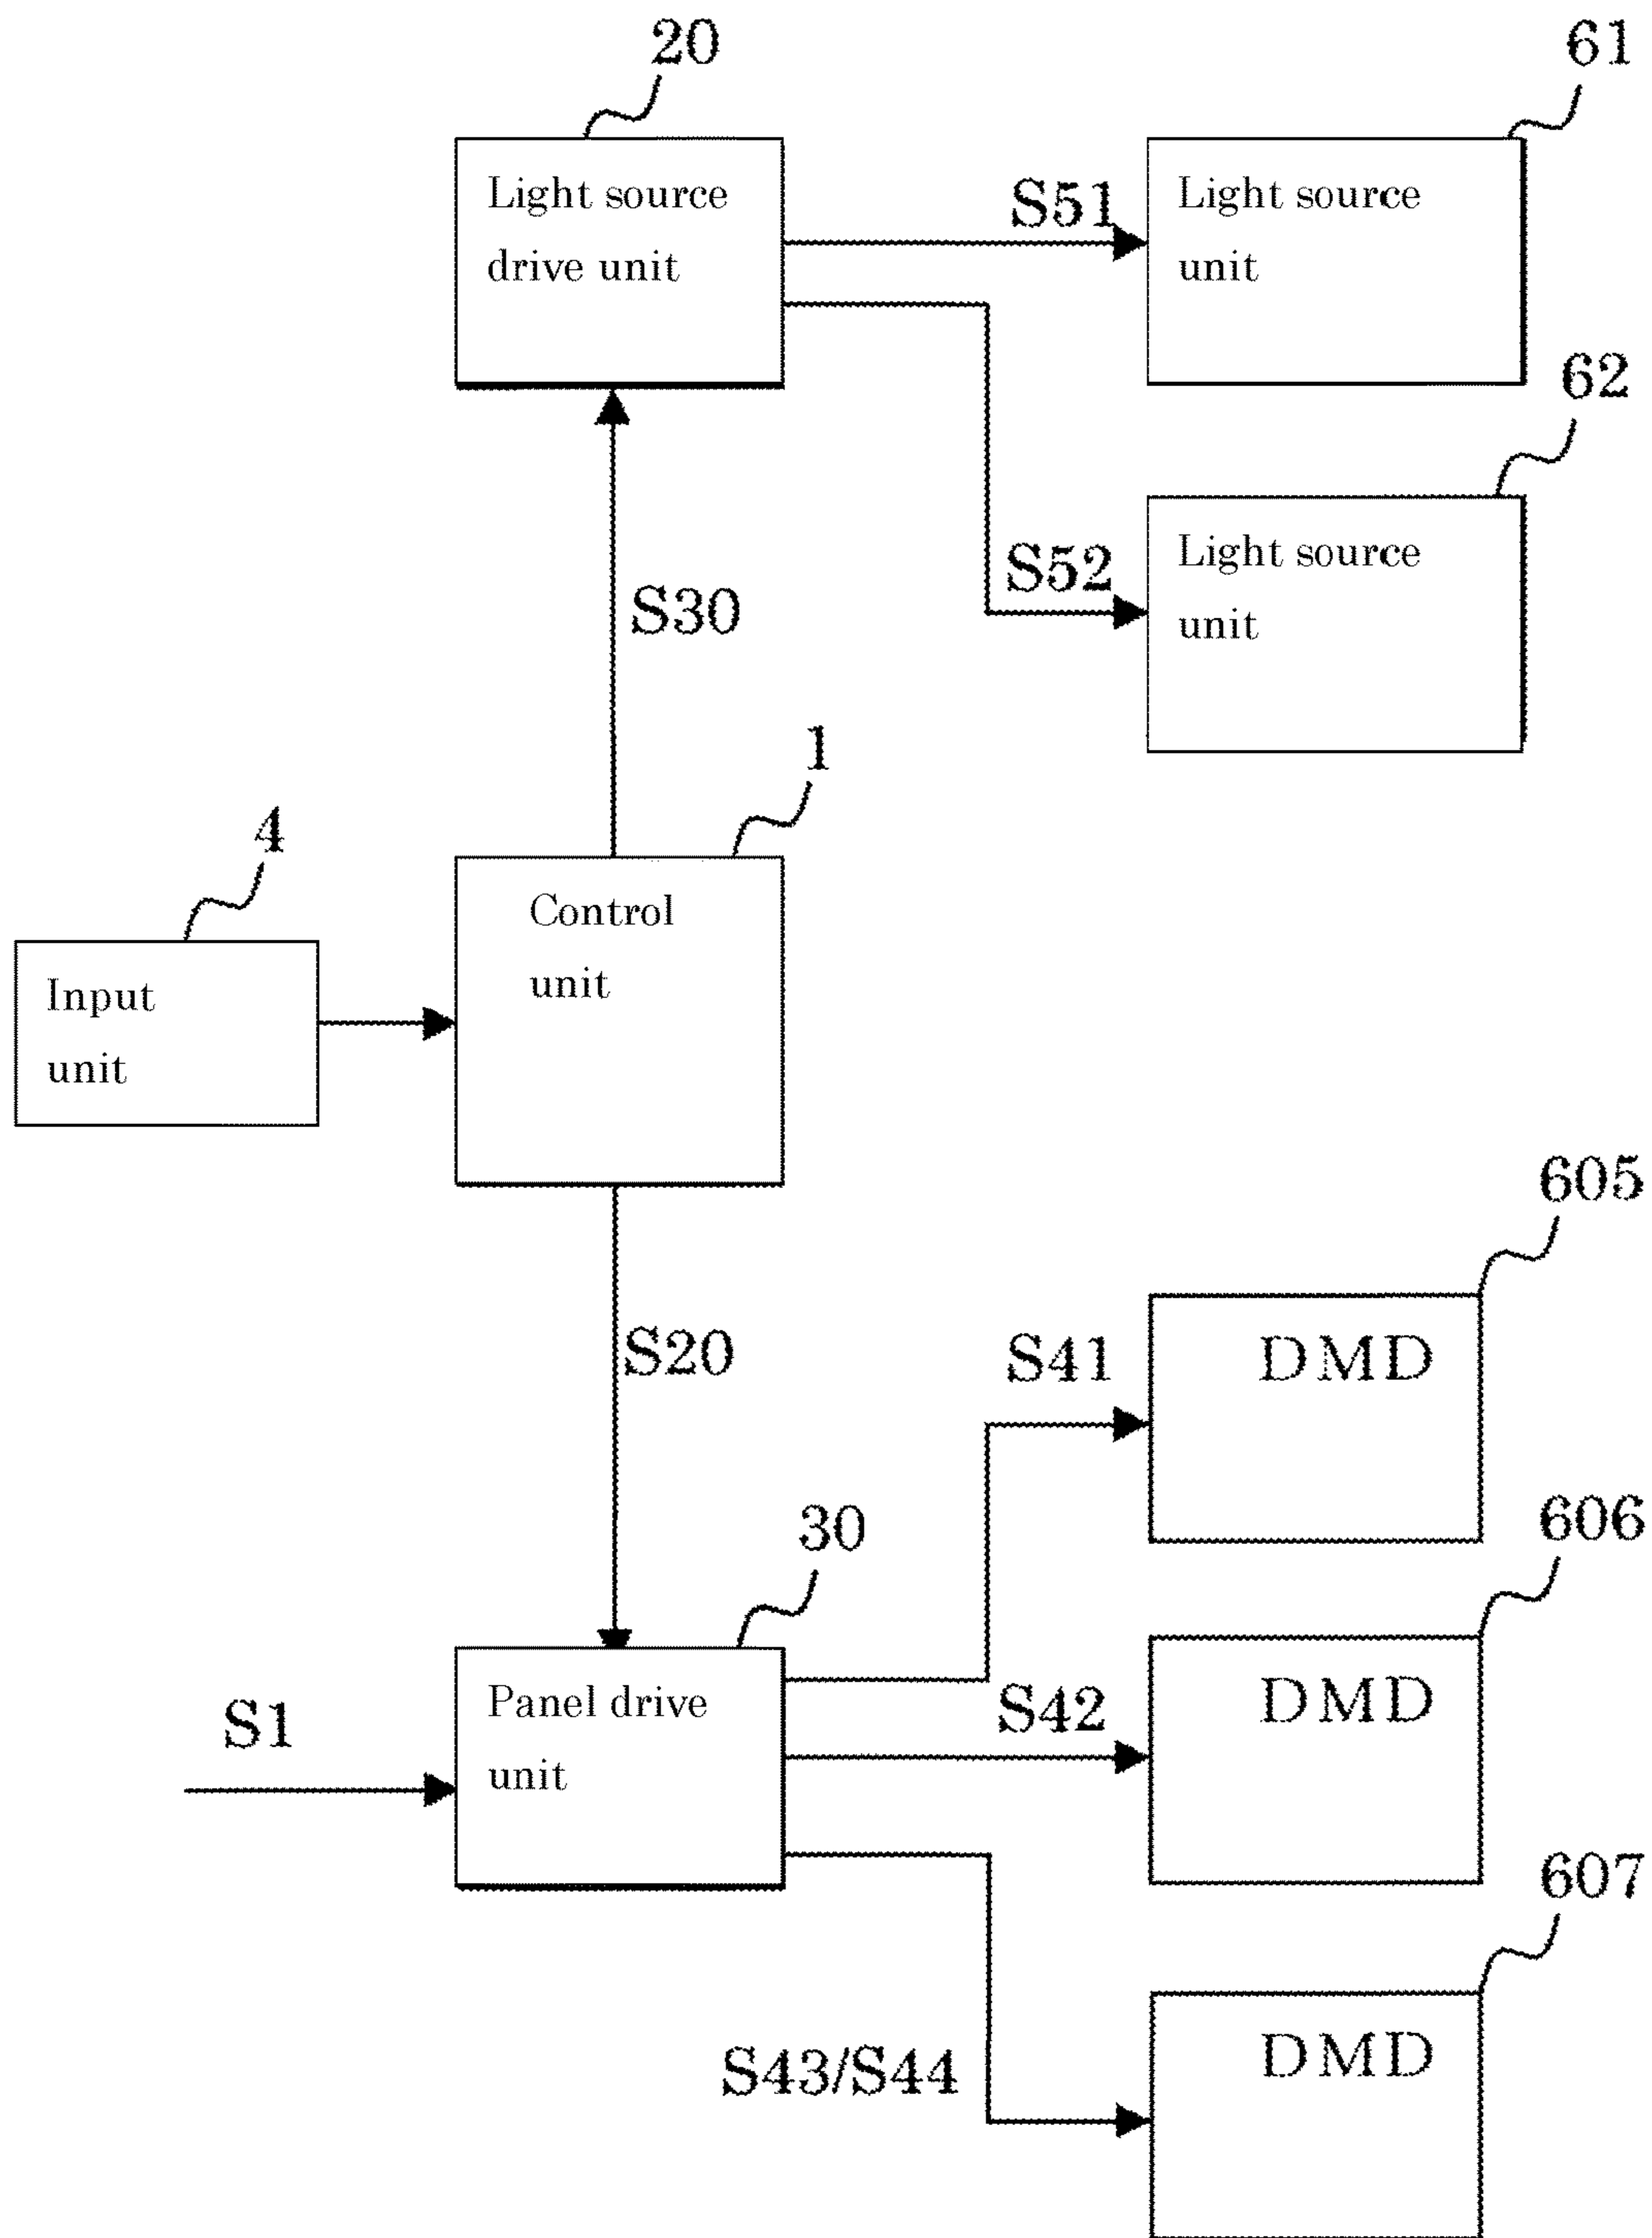 20
61
Light source
drive unit
S51
Light source
unit
62
S52
Light source
unit
S30
1
4
Control
unit
Input
unit
605
S20
S41
DMD
30
606
S1
Panel drive
unit
S42
DMD
607
S43/S44
DMD